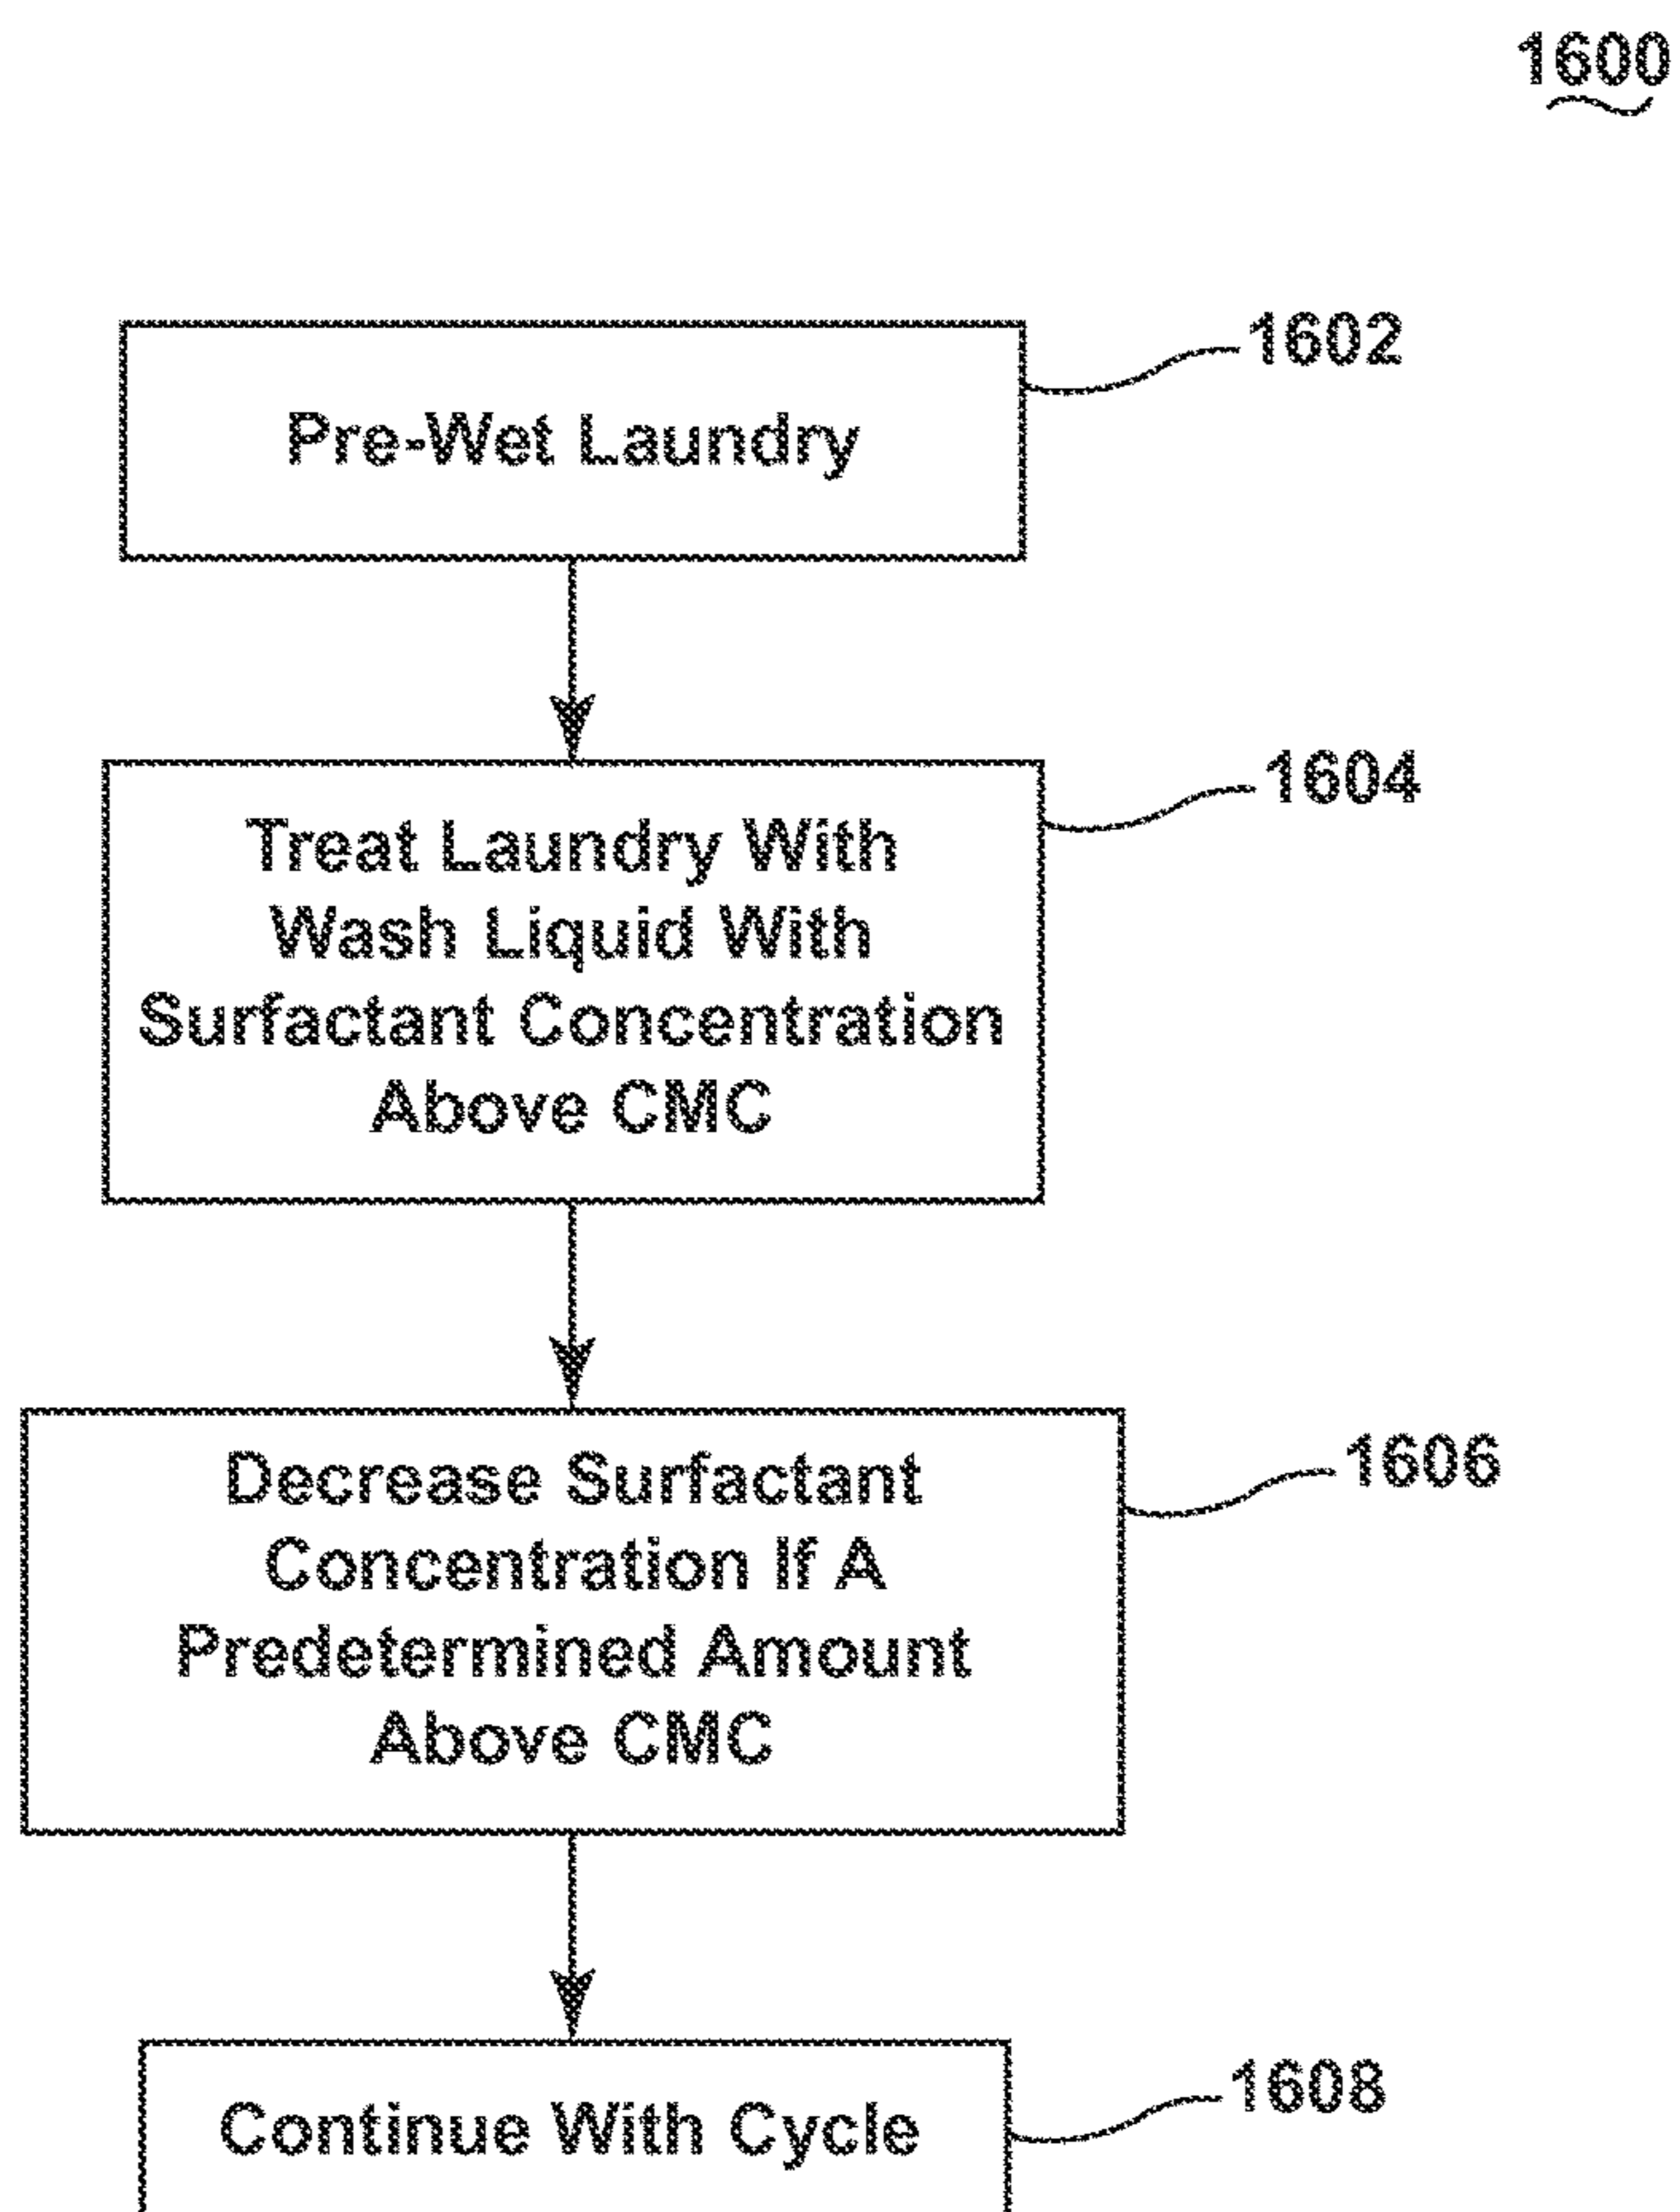 1600
1602
Pre-Wet Laundry
1604
Treat Laundry With
Wash Liquid With
Surfactant Concentration
Above CMC
1606
Decrease Surfactant
Concentration If A
Predetermined Amount
Above CMC
1608
Continue With Cycle